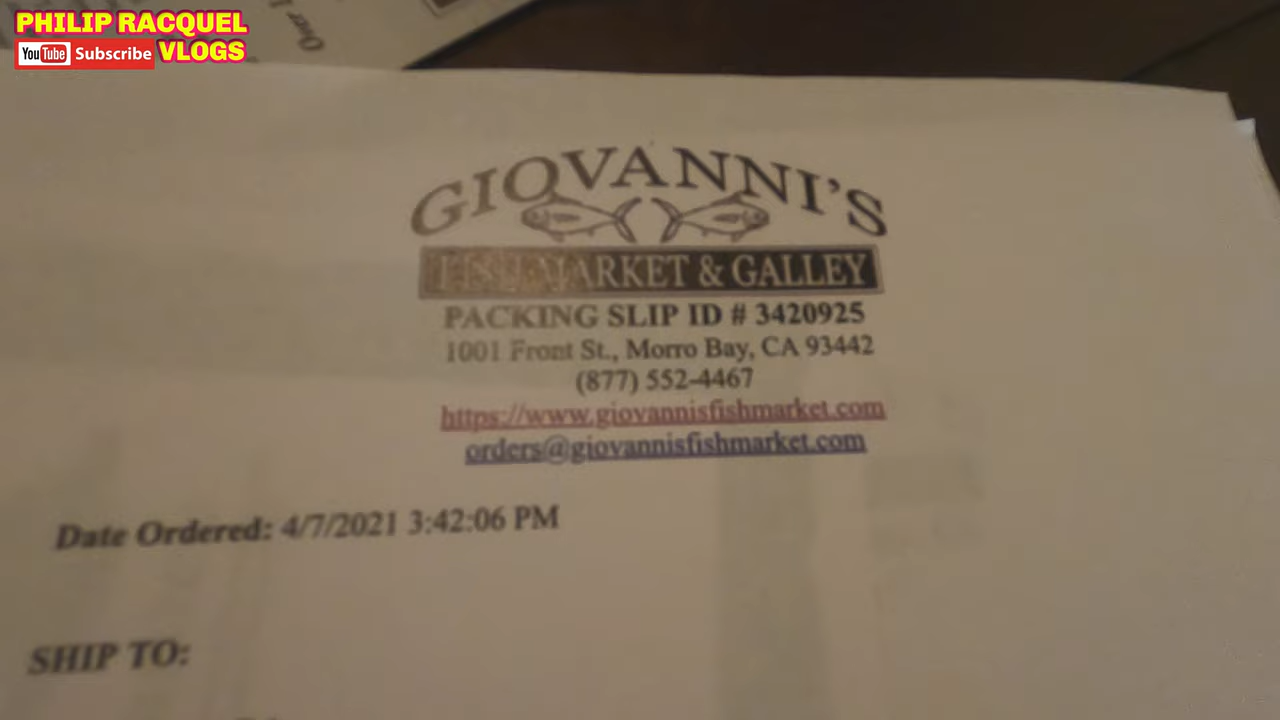 PHILIP RACQUEL
YouTube Subscribe VLOGS
Over
GIOVANNI'S
FISH MARKET & GALLEY
PACKING SLIP ID # 3420925
1001 Front St., Morro Bay, CA 93442
(877) 552-4467
https://www.giovannisfishmarket.com
orders@giovannisfishmarket.com
Date Ordered: 4/7/2021 3:42:06 PM
SHIP TO: